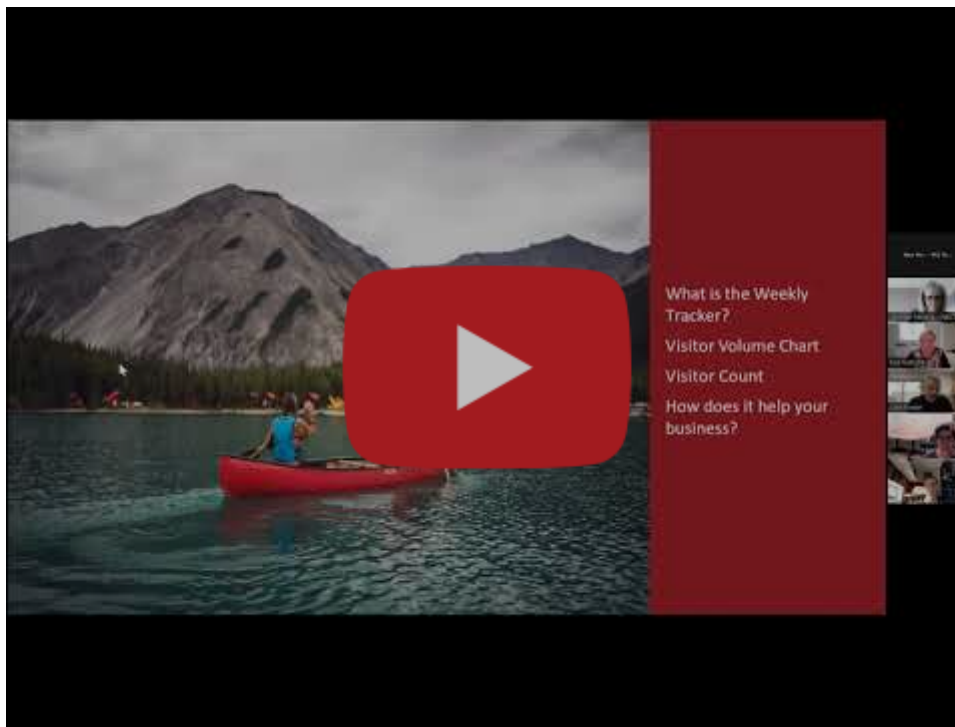 What is the Weekly
Tracker?
Visitor Volume Chart
Visitor Count
How does it help your
business?